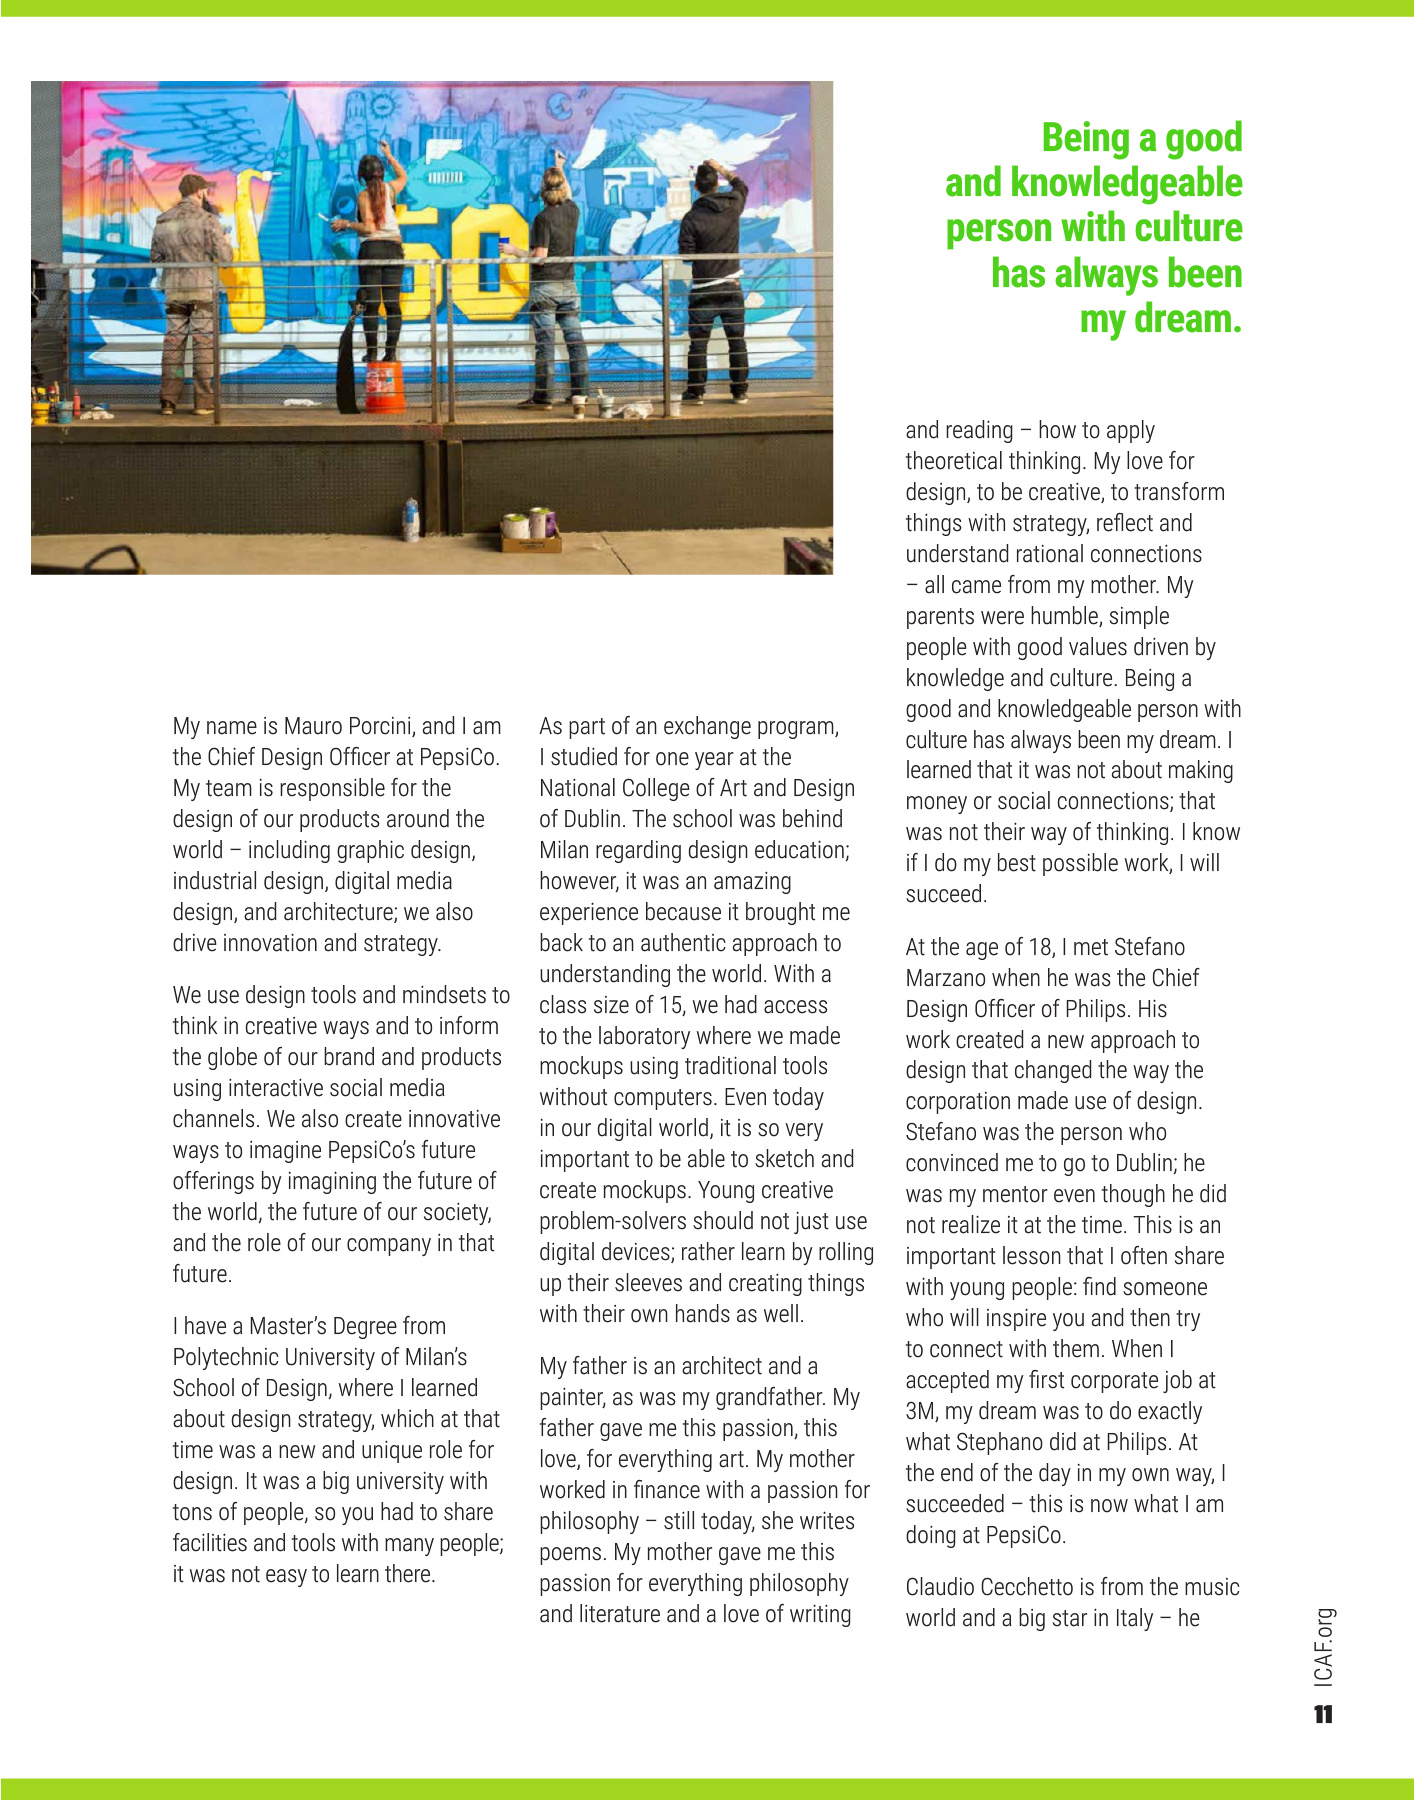 50
Being a good
and knowledgeable
person with culture
has always been
my dream.
My name is Mauro Porcini, and I am
the Chief Design Officer at PepsiCo.
My team is responsible for the
design of our products around the
world – including graphic design,
industrial design, digital media
design, and architecture; we also
drive innovation and strategy.
We use design tools and mindsets to
think in creative ways and to inform
the globe of our brand and products
using interactive social media
channels. We also create innovative
ways to imagine PepsiCo’s future
offerings by imagining the future of
the world, the future of our society,
and the role of our company in that
future.
I have a Master’s Degree from
Polytechnic University of Milan’s
School of Design, where I learned
about design strategy, which at that
time was a new and unique role for
design. It was a big university with
tons of people, so you had to share
facilities and tools with many people;
it was not easy to learn there.
As part of an exchange program,
I studied for one year at the
National College of Art and Design
of Dublin. The school was behind
Milan regarding design education;
however, it was an amazing
experience because it brought me
back to an authentic approach to
understanding the world. With a
class size of 15, we had access
to the laboratory where we made
mockups using traditional tools
without computers. Even today
in our digital world, it is so very
important to be able to sketch and
create mockups. Young creative
problem-solvers should not just use
digital devices; rather learn by rolling
up their sleeves and creating things
with their own hands as well.
My father is an architect and a
painter, as was my grandfather. My
father gave me this passion, this
love, for everything art. My mother
worked in finance with a passion for
philosophy – still today, she writes
poems. My mother gave me this
passion for everything philosophy
and literature and a love of writing
and reading – how to apply
theoretical thinking. My love for
design, to be creative, to transform
things with strategy, reflect and
understand rational connections
– all came from my mother. My
parents were humble, simple
people with good values driven by
knowledge and culture. Being a
good and knowledgeable person with
culture has always been my dream. I
learned that it was not about making
money or social connections; that
was not their way of thinking. I know
if I do my best possible work, I will
succeed.
At the age of 18, I met Stefano
Marzano when he was the Chief
Design Officer of Philips. His
work created a new approach to
design that changed the way the
corporation made use of design.
Stefano was the person who
convinced me to go to Dublin; he
was my mentor even though he did
not realize it at the time. This is an
important lesson that I often share
with young people: find someone
who will inspire you and then try
to connect with them. When I
accepted my first corporate job at
3M, my dream was to do exactly
what Stephano did at Philips. At
the end of the day in my own way, I
succeeded – this is now what I am
doing at PepsiCo.
Claudio Cecchetto is from the music
world and a big star in Italy – he
ICAF.org
11